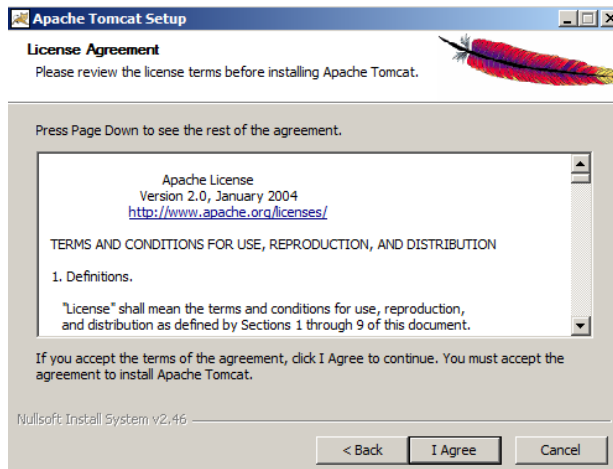 Apache Tomcat Setup
License Agreement
Please review the license terms before installing Apache Tomcat.
Press Page Down to see the rest of the agreement.
Apache License
Version 2.0, January 2004
http://www.apache.org/licenses/
TERMS AND CONDITIONS FOR USE, REPRODUCTION, AND DISTRIBUTION
1. Definitions.
"License" shall mean the terms and conditions for use, reproduction,
and distribution as defined by Sections 1 through 9 of this document.
If you accept the terms of the agreement, click I Agree to continue. You must accept the
agreement to install Apache Tomcat.
Nullsoft Install System v2.46
< Back
I Agree
Cancel